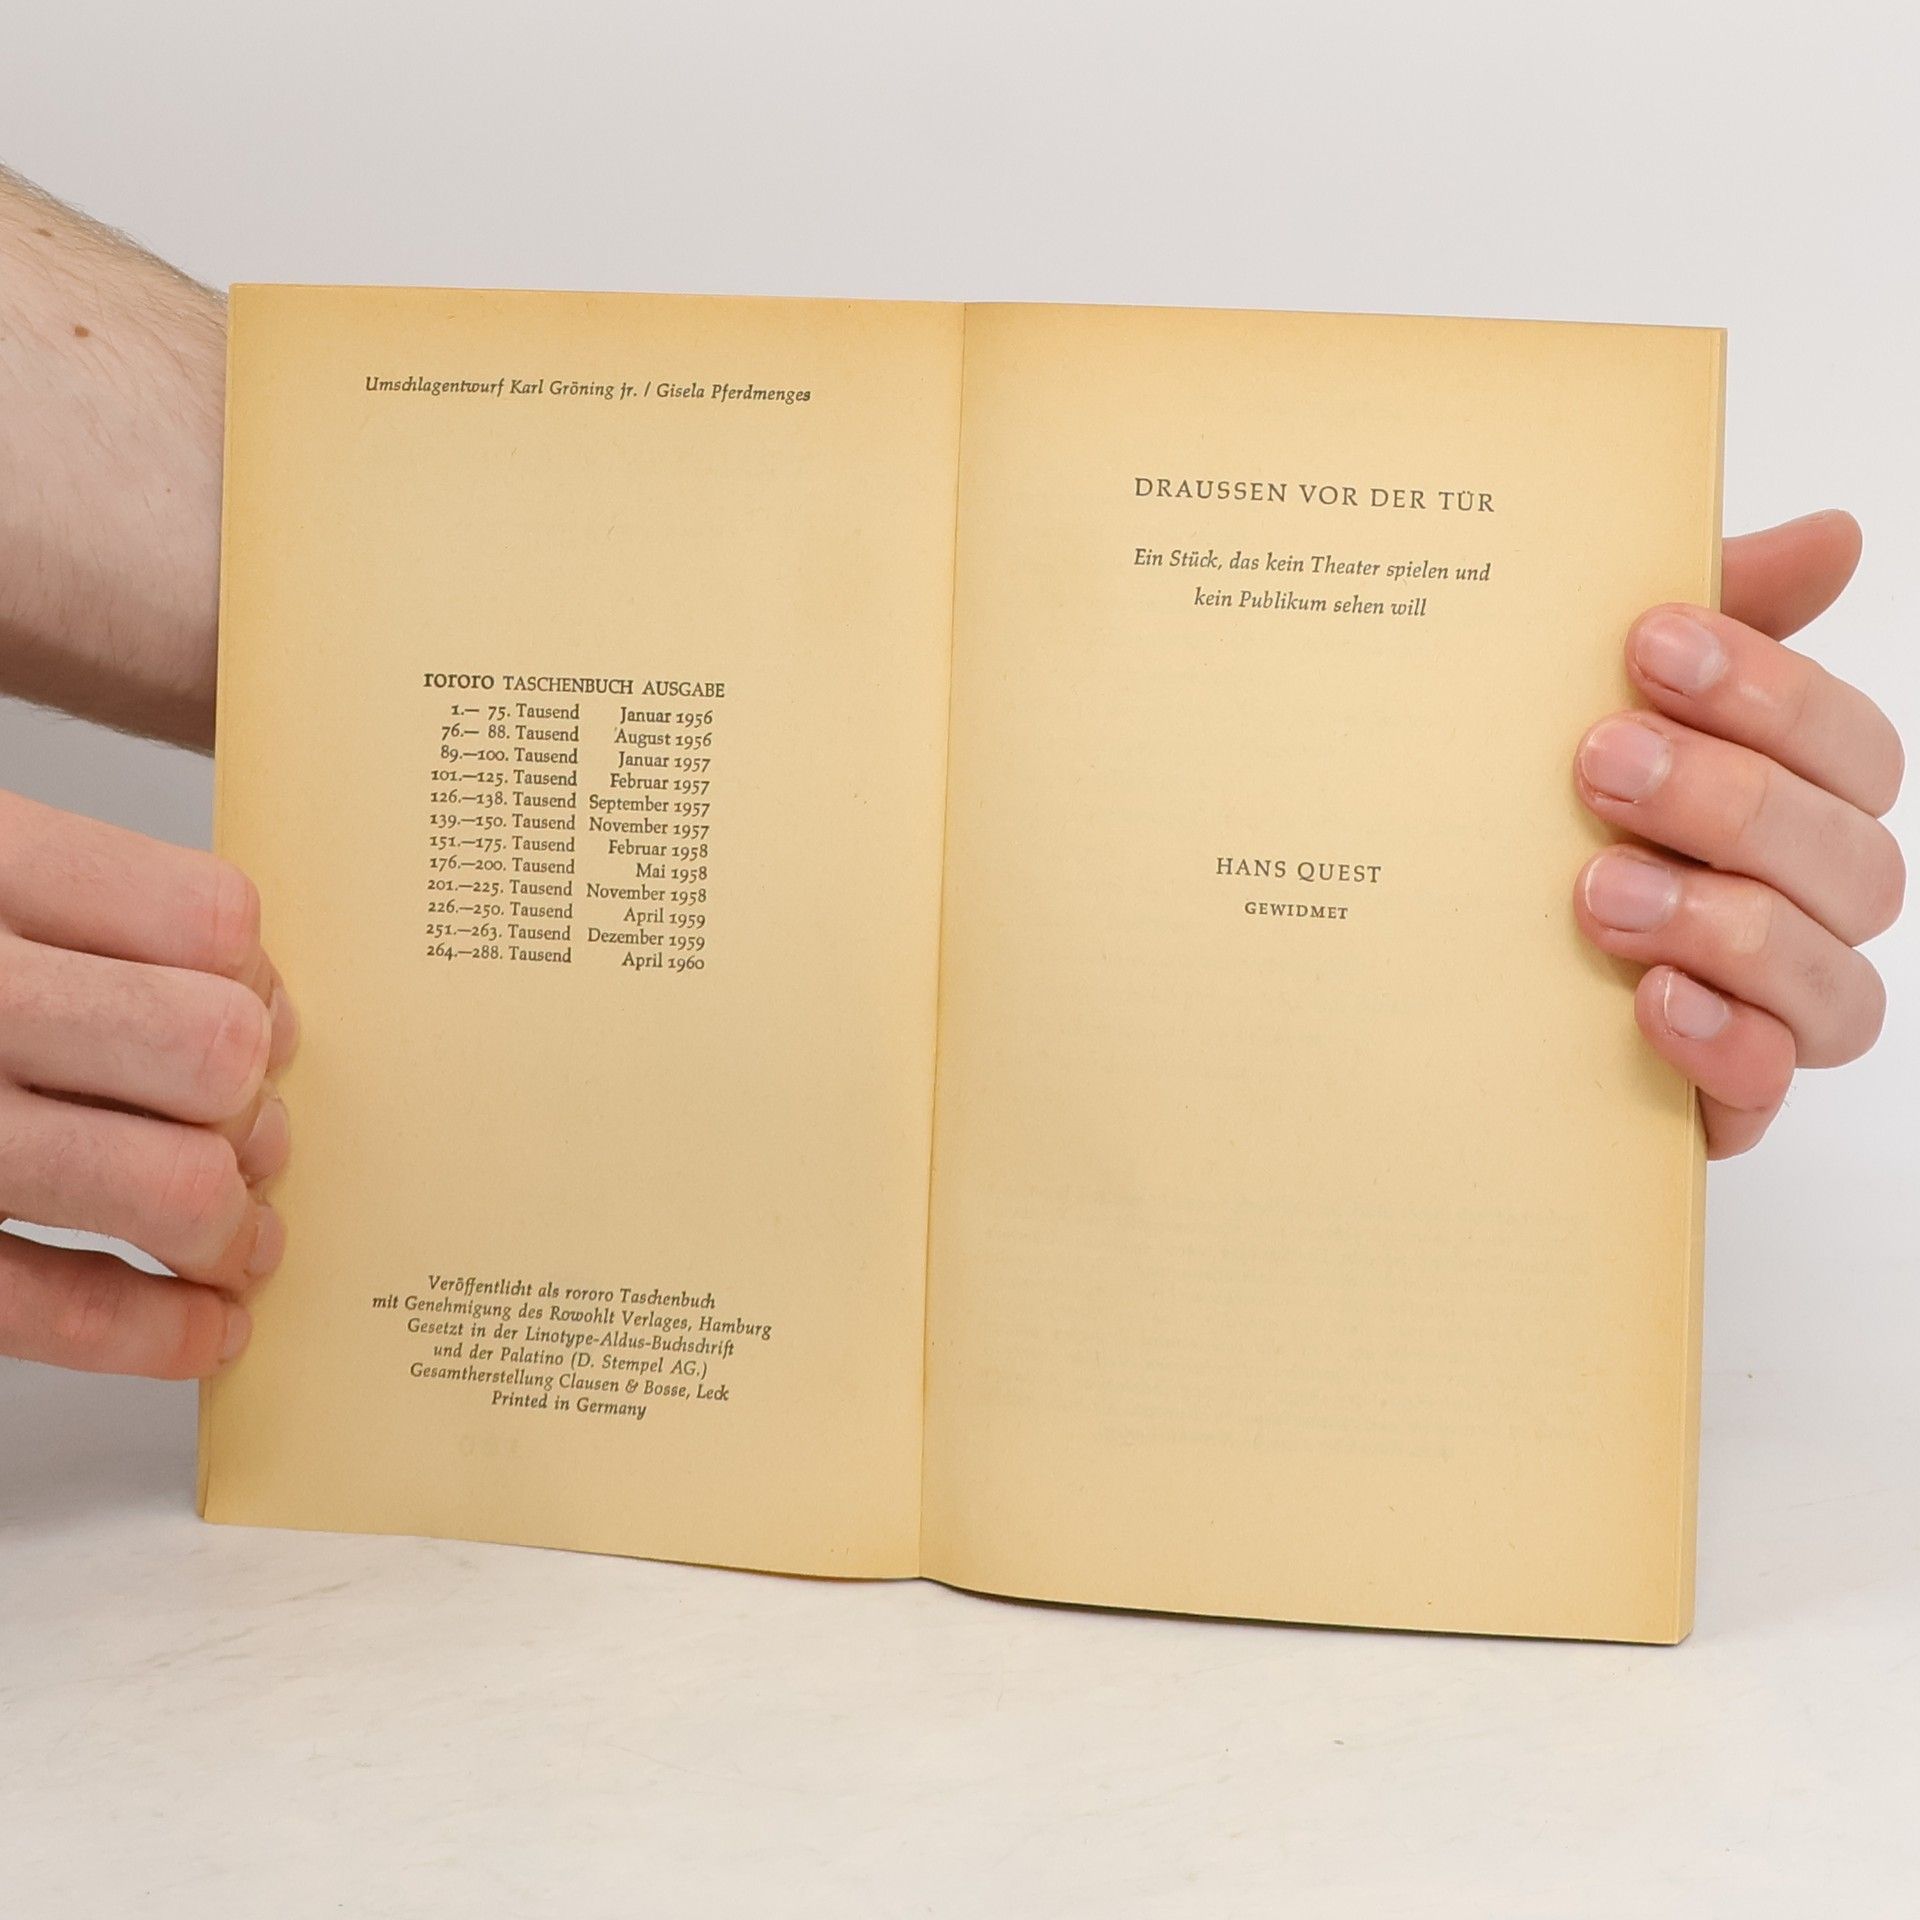 Umschlagentwurf Karl Gröning jr. / Gisela Pferdmenges
rororo TASCHENBUCH AUSGABE
1.— 75. Tausend Januar 1956
76.— 88. Tausend August 1956
89.—100. Tausend Januar 1957
101.—125. Tausend Februar 1957
126.—138. Tausend September 1957
139.—150. Tausend November 1957
151.—175. Tausend Februar 1958
176.—200. Tausend Mai 1958
201.—225. Tausend November 1958
226.—250. Tausend April 1959
251.—263. Tausend Dezember 1959
264.—288. Tausend April 1960
Veröffentlicht als rororo Taschenbuch
mit Genehmigung des Rowohlt Verlages, Hamburg
Gesetzt in der Linotype-Aldus-Buchschrift
und der Palatino (D. Stempel AG.)
Gesamtherstellung Clausen & Bosse, Leck
Printed in Germany
DRAUSSEN VOR DER TÜR
Ein Stück, das kein Theater spielen und
kein Publikum sehen will
HANS QUEST
GEWIDMET